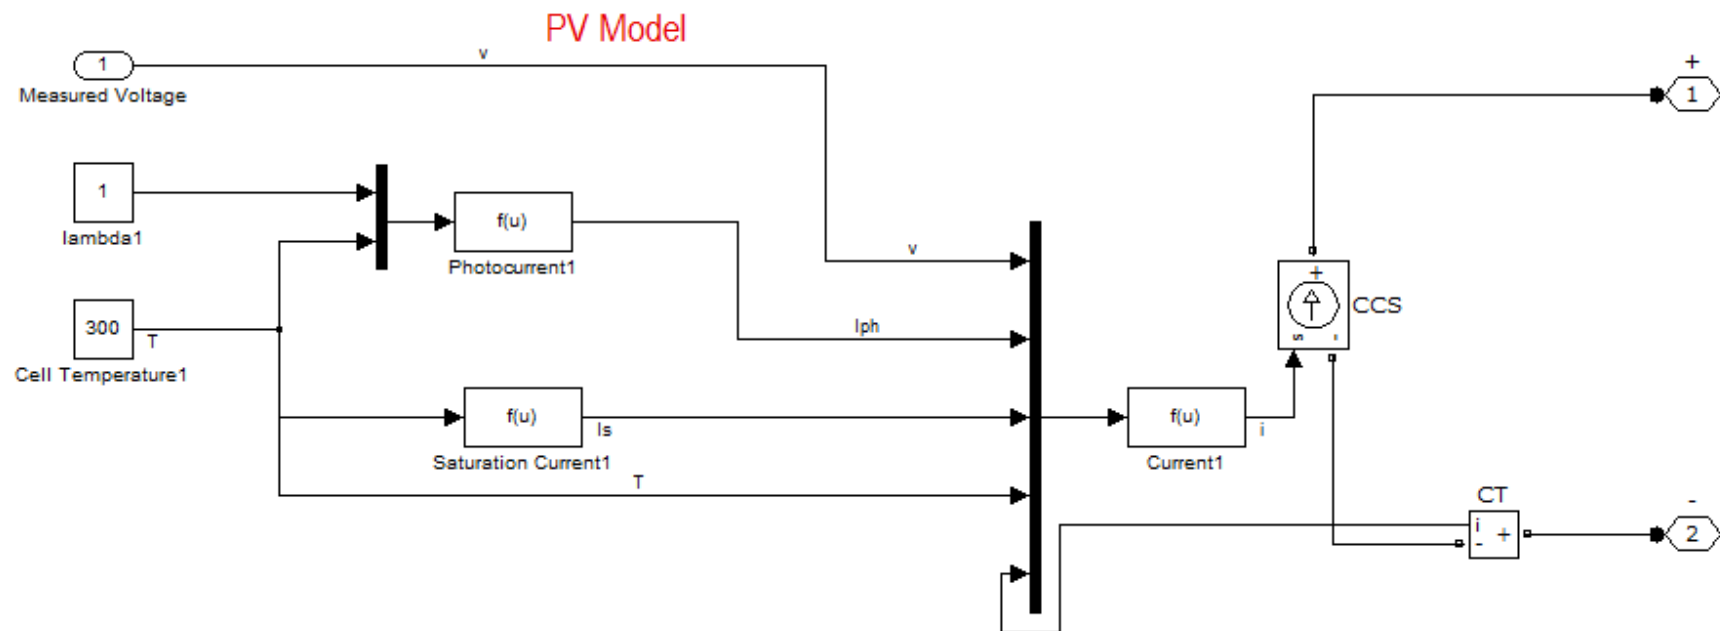 PV Model
1
v
Measured Voltage
+
1
1
lambda1
f(u)
Photocurrent1
v
+
CCS
s
-
300
T
Cell Temperature1
Iph
f(u)
Is
Saturation Current1
f(u)
i
Current1
T
CT
i
+
-
-
2